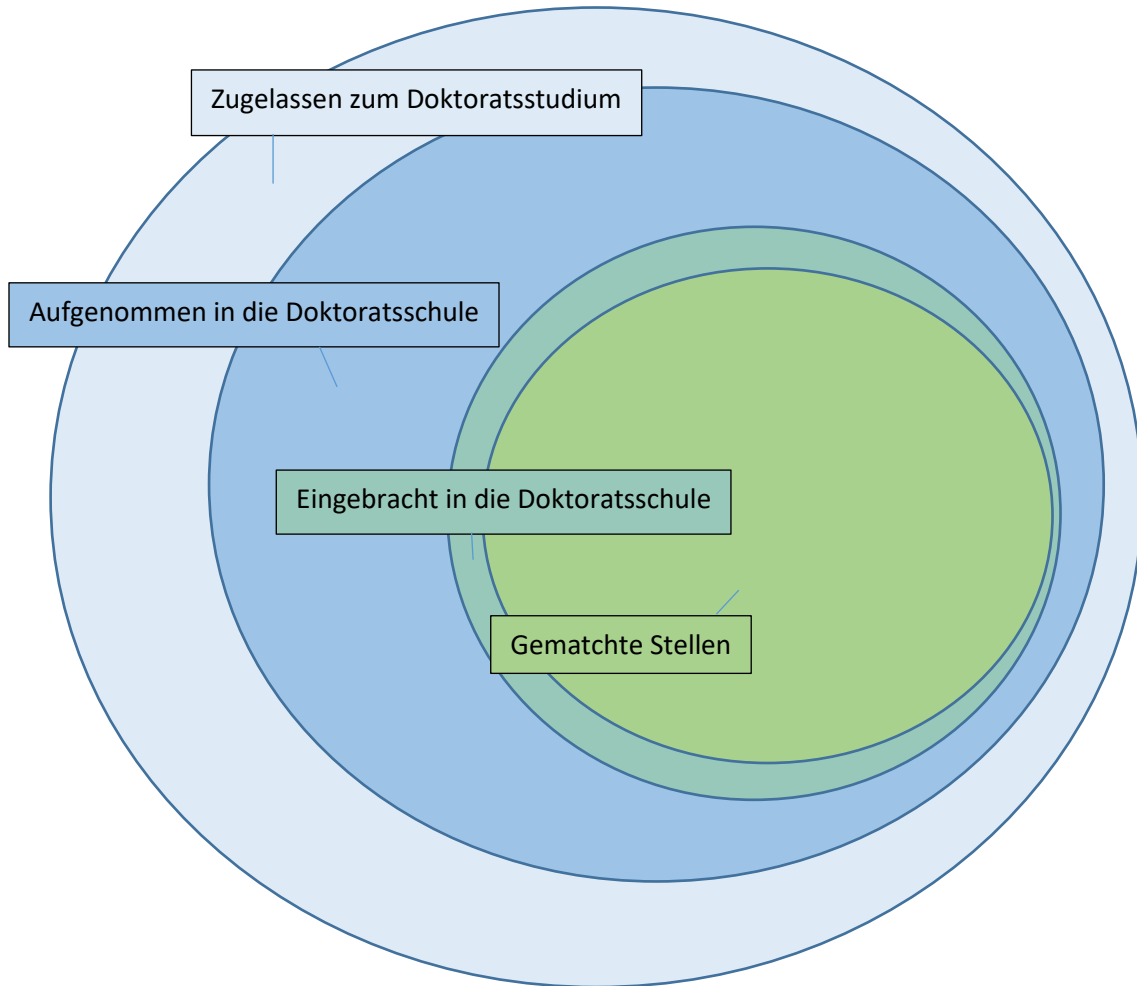 Zugelassen zum Doktoratsstudium
Aufgenommen in die Doktoratsschule
Eingebracht in die Doktoratsschule
Gematchte Stellen